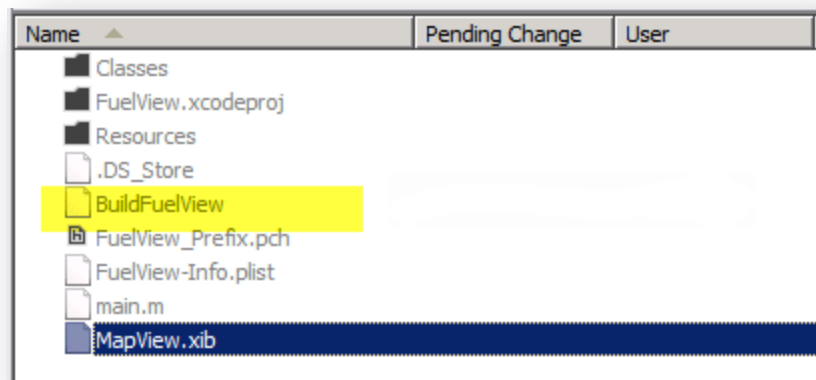 Name Pending Change User
Classes
FuelView.xcodeproj
Resources
.DS_Store
BuildFuelView
FuelView_Prefix.pch
FuelView-Info.plist
main.m
MapView.xib